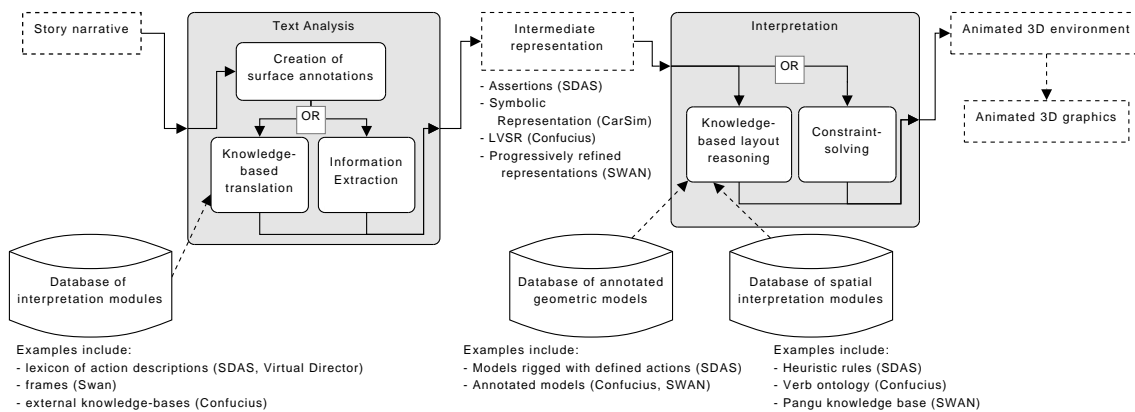 Story narrative
Text Analysis
Creation of
surface annotations
OR
Knowledge-
based
translation
Information
Extraction
Intermediate
representation
- Assertions (SDAS)
- Symbolic
Representation (CarSim)
- LVSR (Confucius)
- Progressively refined
representations (SWAN)
Interpretation
OR
Knowledge-
based layout
reasoning
Constraint-
solving
Animated 3D environment
Animated 3D graphics
Database of
interpretation modules
Examples include:
- lexicon of action descriptions (SDAS, Virtual Director)
- frames (Swan)
- external knowledge-bases (Confucius)
Database of annotated
geometric models
Examples include:
- Models rigged with defined actions (SDAS)
- Annotated models (Confucius, SWAN)
Database of spatial
interpretation modules
Examples include:
- Heuristic rules (SDAS)
- Verb ontology (Confucius)
- Pangu knowledge base (SWAN)